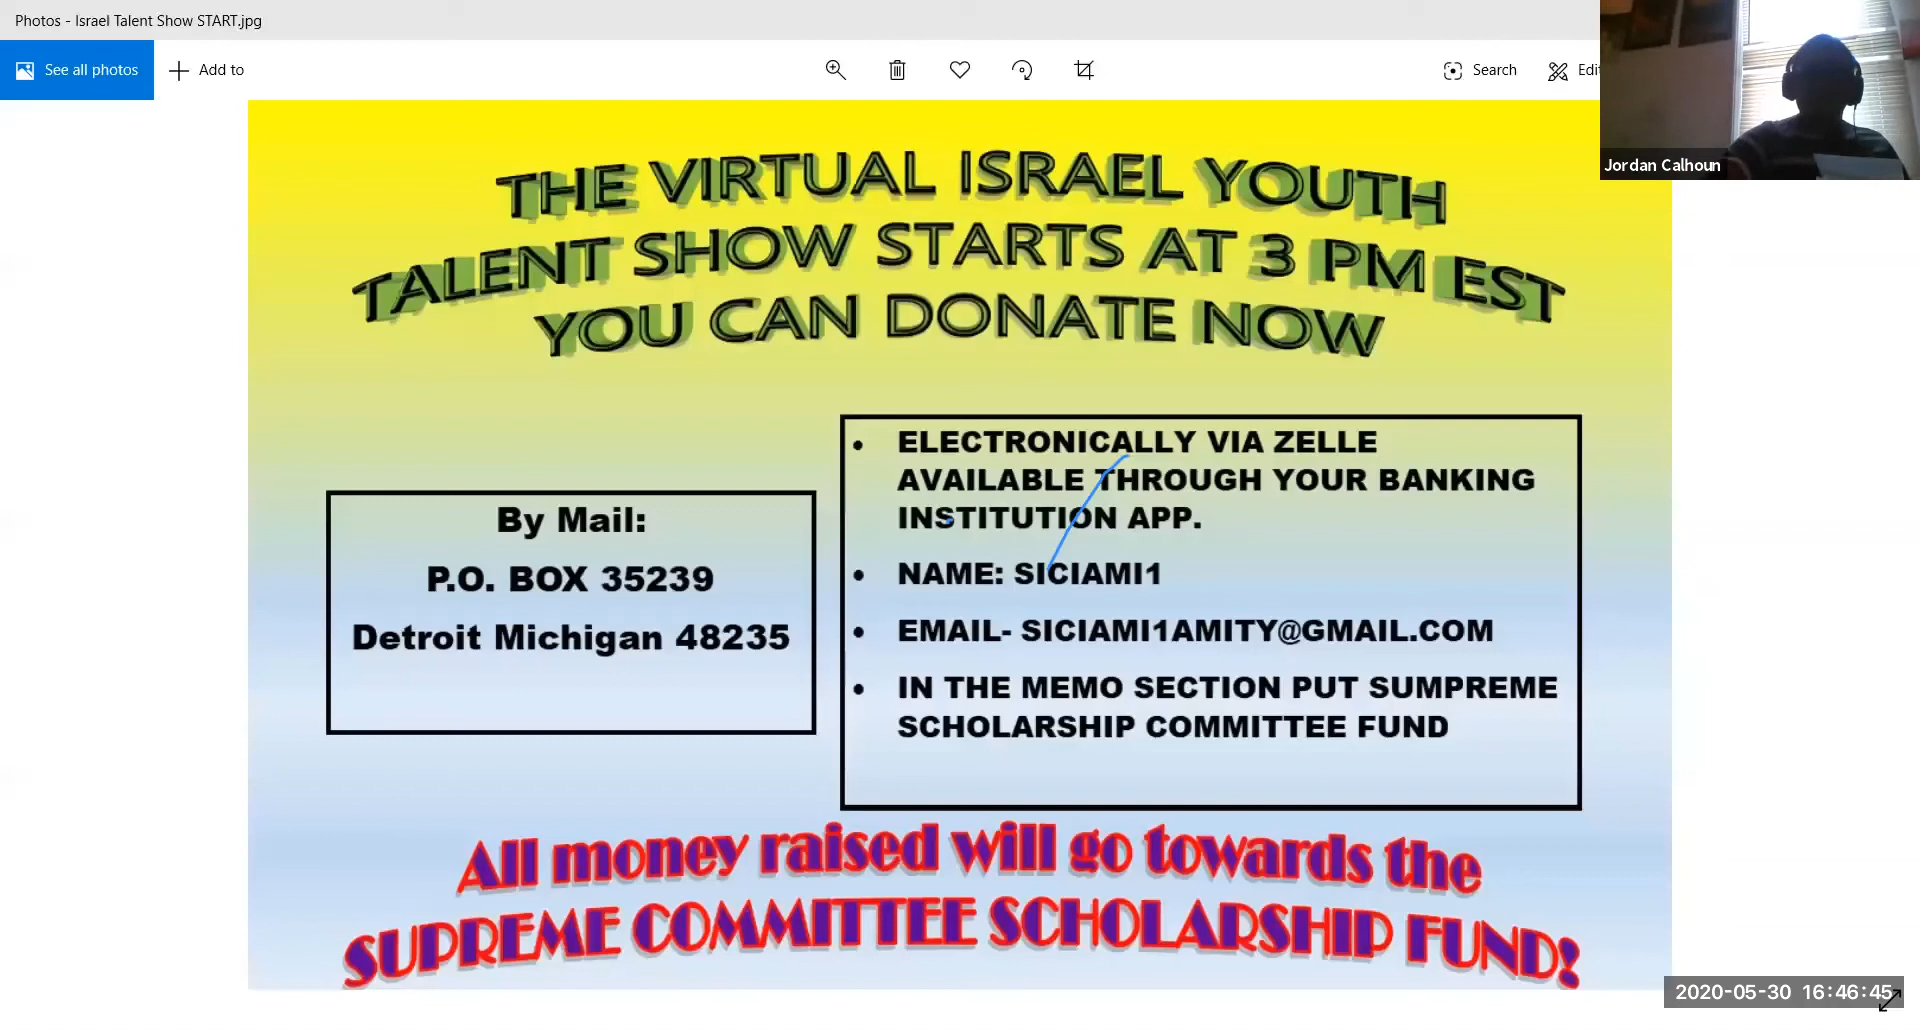 Photos - Israel Talent Show START.jpg
See all photos
Add to
Search
Jordan Calhoun
THE VIRTUAL ISRAEL YOUTH
TALENT SHOW STARTS AT 3 PM EST
YOU CAN DONATE NOW
By Mail:
P.O. BOX 35239
Detroit Michigan 48235
• ELECTRONICALLY VIA ZELLE
AVAILABLE THROUGH YOUR BANKING
INSTITUTION APP.
• NAME: SICIAMI1
• EMAIL- SICIAMI1AMITY@GMAIL.COM
• IN THE MEMO SECTION PUT SUMPREME
SCHOLARSHIP COMMITTEE FUND
All money raised will go towards the
SUPREME COMMITTEE SCHOLARSHIP FUND!
2020-05-30 16:46:45